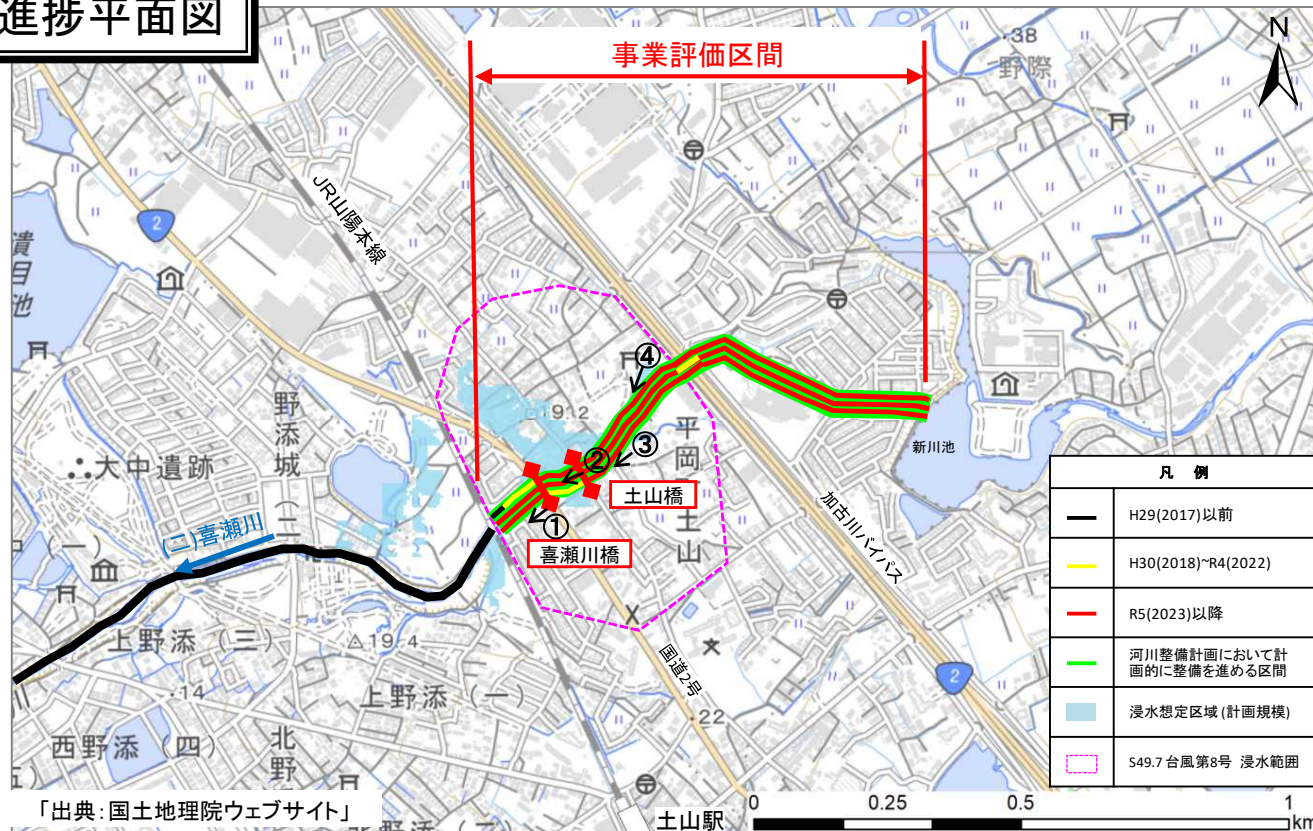 進捗平面図
事業評価区間
N
38
野際
JR山陽本線
2
濆目池
野添城(二)
大中遺跡
19.2
④
③
②
①
平岡
土山
土山橋
喜瀬川橋
新川池
加古川バイパス
(二)喜瀬川
中(一)
上野添(三)
19.4
14
上野添(一)
西野添(四)
北野
国道2号
22
2
凡 例
H29(2017)以前
H30(2018)~R4(2022)
R5(2023)以降
河川整備計画において計
画的に整備を進める区間
浸水想定区域(計画規模)
S49.7 台風第8号 浸水範囲
「出典:国土地理院ウェブサイト」
土山駅
0 0.25 0.5 1
km